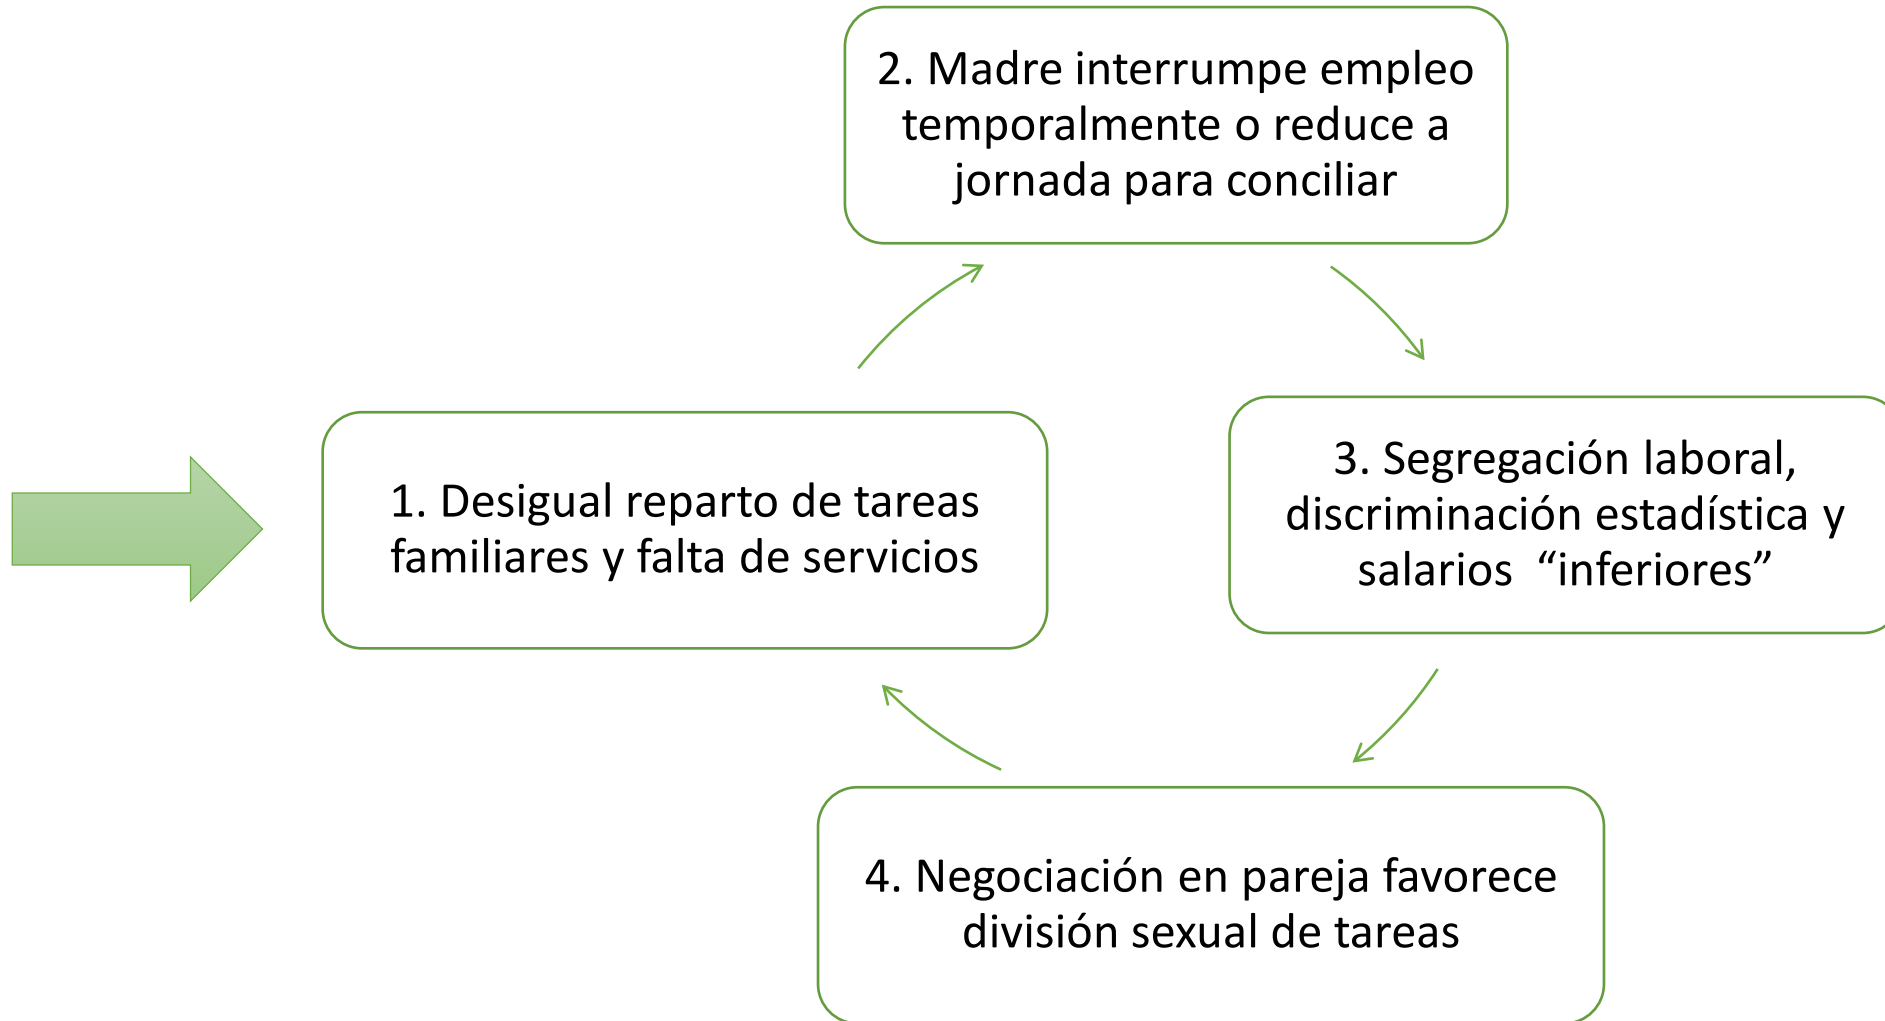 2. Madre interrumpe empleo
temporalmente o reduce a
jornada para conciliar
1. Desigual reparto de tareas
familiares y falta de servicios
3. Segregación laboral,
discriminación estadística y
salarios  “inferiores”
4. Negociación en pareja favorece
división sexual de tareas